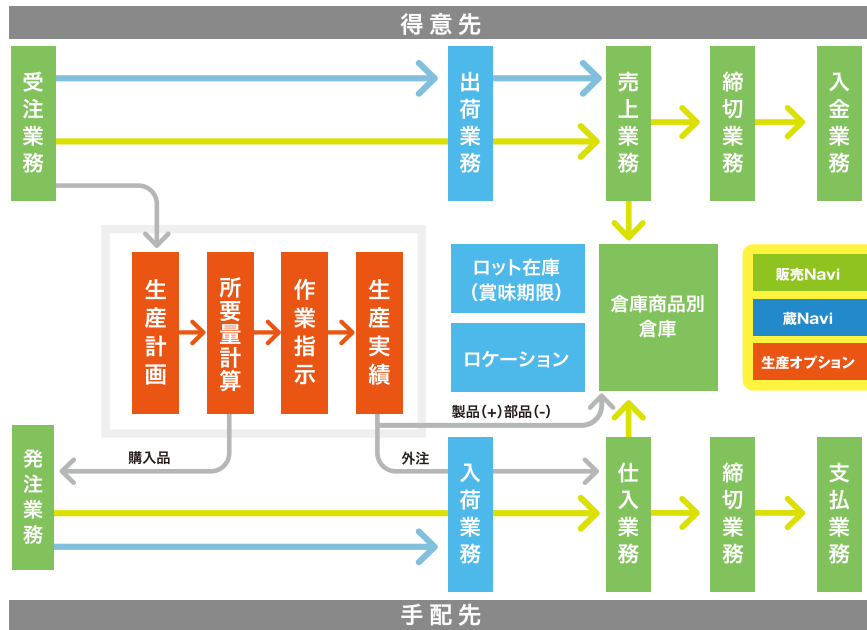 得意先
受注業務
出荷業務
売上業務
締切業務
入金業務
生産計画
所要量計算
作業指示
生産実績
ロット在庫
(賞味期限)
ロケーション
倉庫商品別
倉庫
販売Navi
蔵Navi
生産オプション
製品(+)部品(-)
購入品
外注
発注業務
入荷業務
仕入業務
締切業務
支払業務
手配先